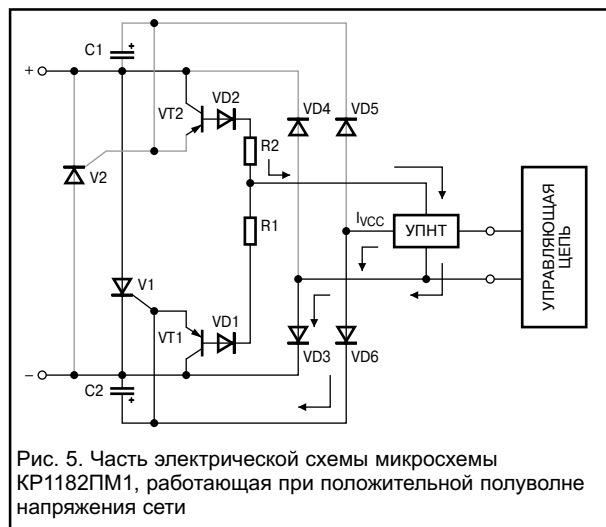 C1
+
+
VD2
VD4
VD5
VT2
R2
V2
IVCC
УПНТ
УПРАВЛЯЮЩАЯ ЦЕПЬ
R1
V1
VT1
VD1
VD3
VD6
–
C2
+
Рис. 5. Часть электрической схемы микросхемы
КР1182ПМ1, работающая при положительной полуволне
напряжения сети